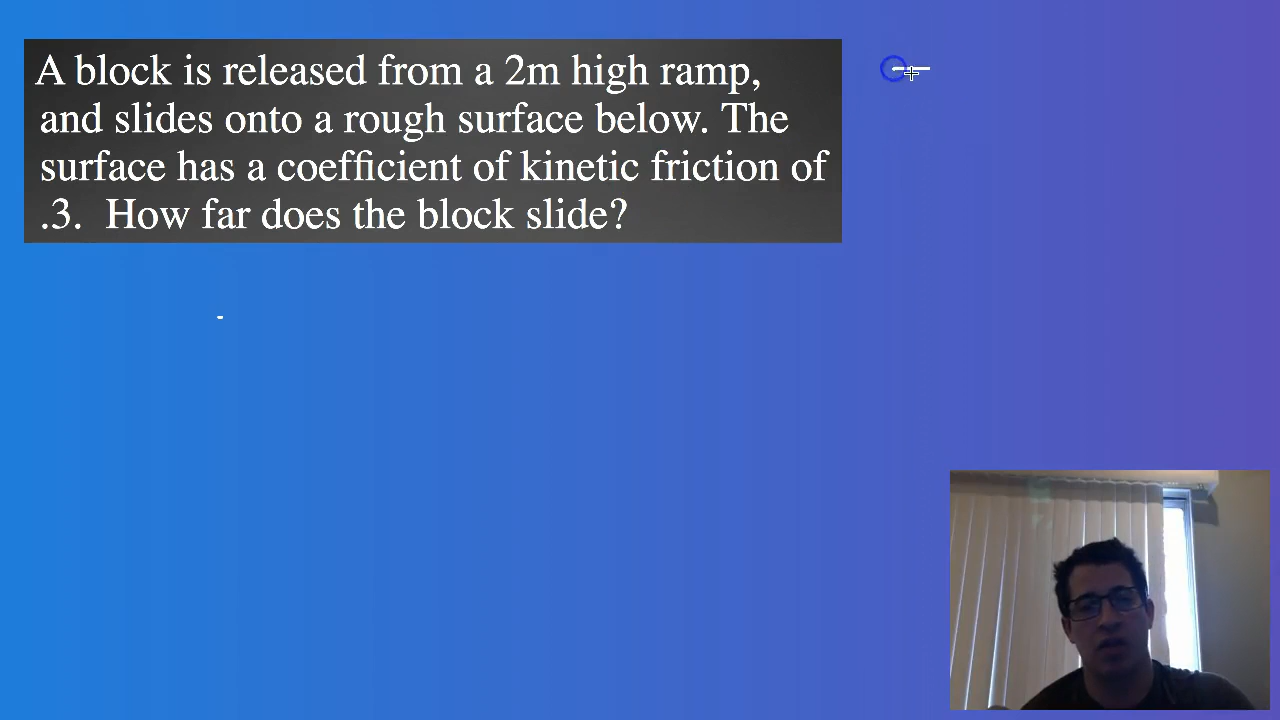 A block is released from a 2m high ramp,
and slides onto a rough surface below. The
surface has a coefficient of kinetic friction of
.3. How far does the block slide?